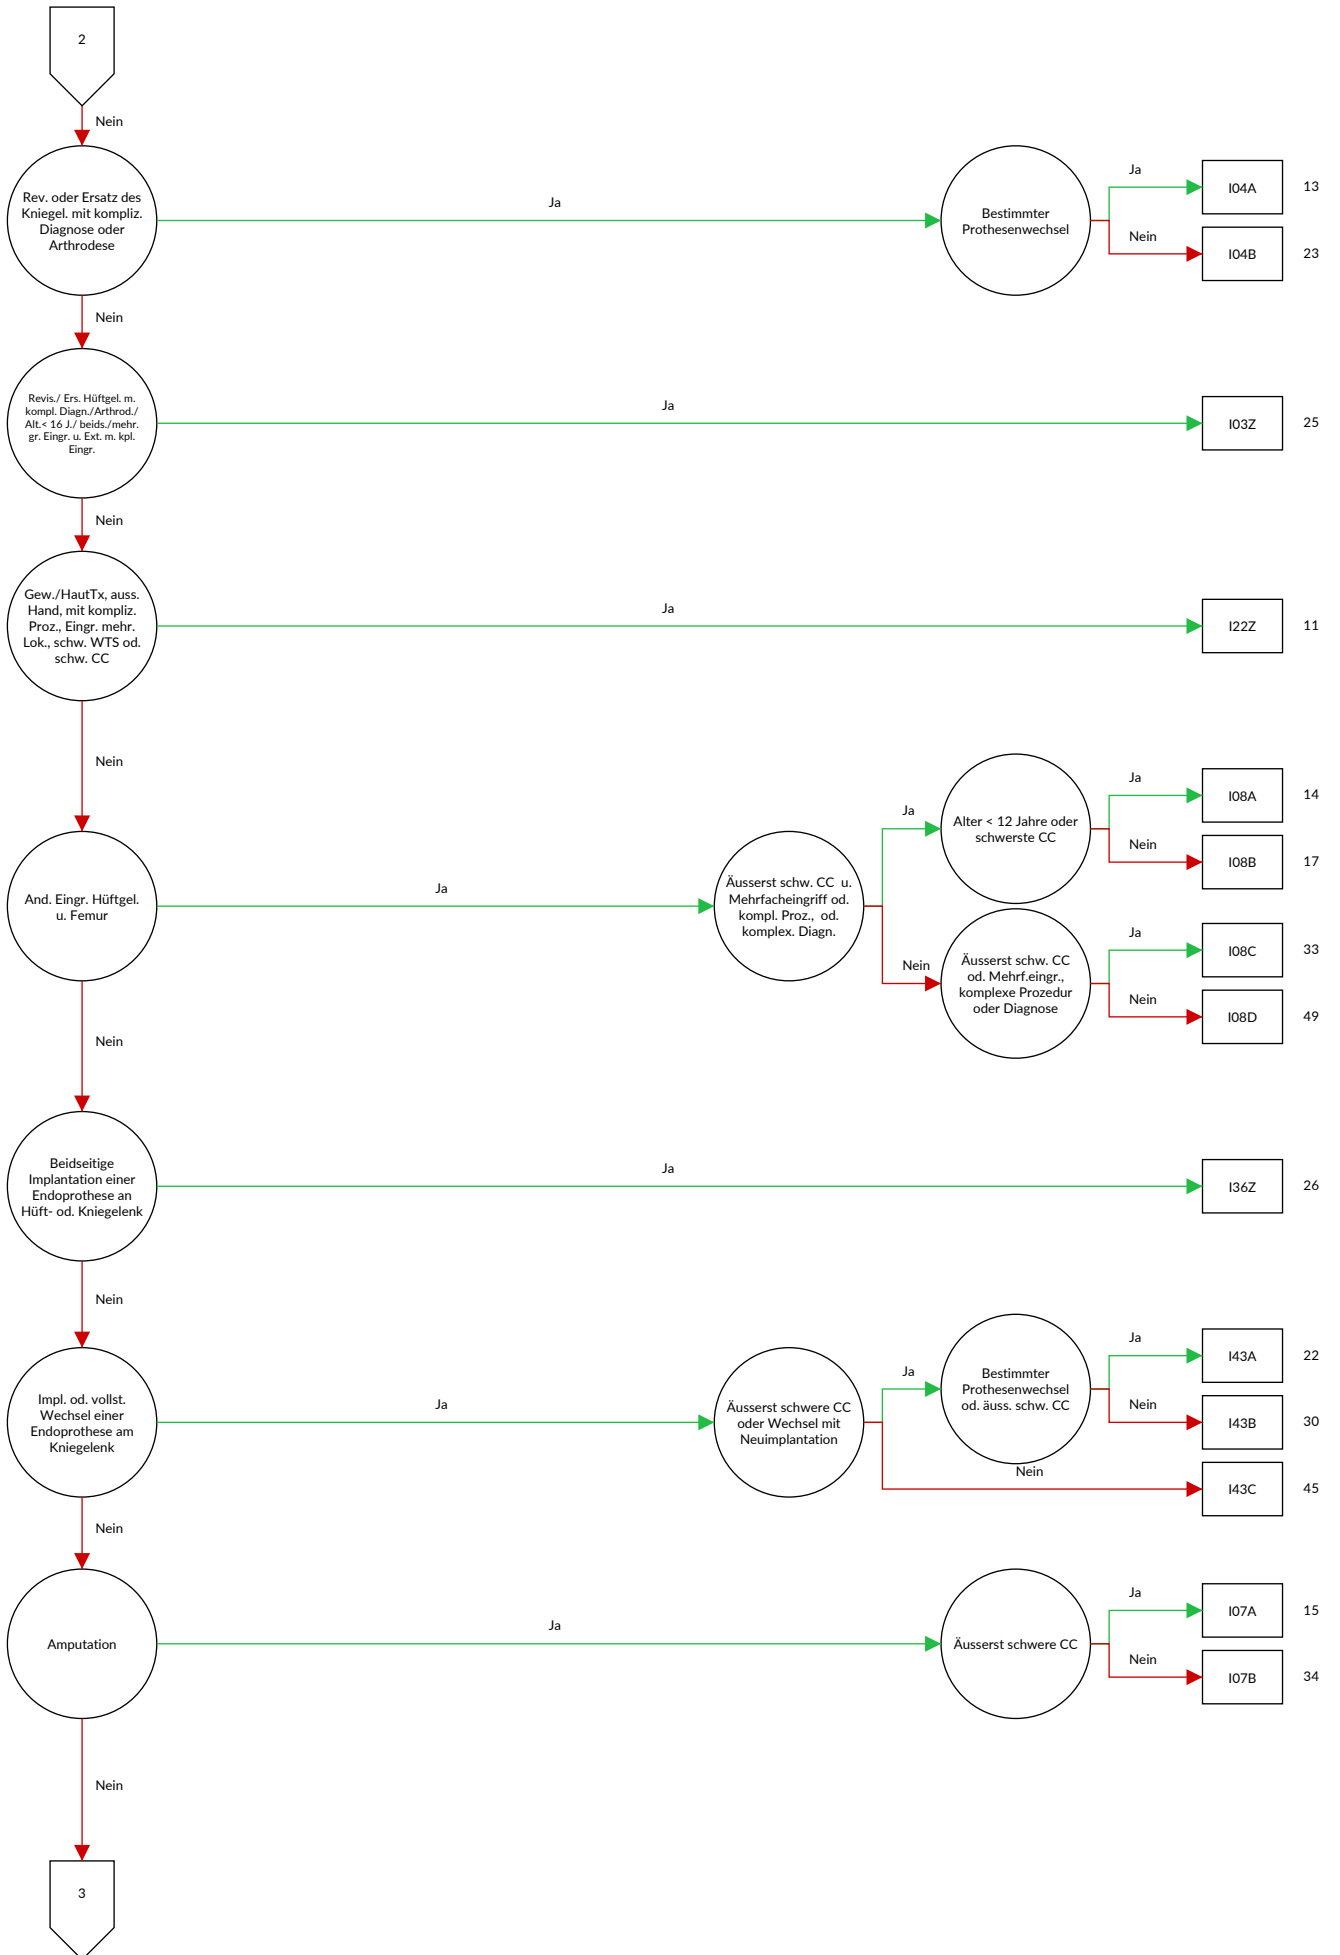 2
Nein
Rev. oder Ersatz des
Kniegel. mit kompliz.
Diagnose oder
Arthrodese
Ja
Bestimmter
Prothesenwechsel
Ja
I04A
13
Nein
I04B
23
Nein
Revis./ Ers. Hüftgel. m.
kompl. Diagn./Arthrod./
Alt.< 16 J./ beids./mehr.
gr. Eingr. u. Ext. m. kpl.
Eingr.
Ja
I03Z
25
Nein
Gew./HautTx, auss.
Hand, mit kompliz.
Proz., Eingr. mehr.
Lok., schw. WTS od.
schw. CC
Ja
I22Z
11
Nein
And. Eingr. Hüftgel.
u. Femur
Ja
Äusserst schw. CC u.
Mehrfacheingriff od.
kompl. Proz., od.
komplex. Diagn.
Ja
Alter < 12 Jahre oder
schwerste CC
Ja
I08A
14
Nein
I08B
17
Nein
Äusserst schw. CC
od. Mehrf.eingr.,
komplexe Prozedur
oder Diagnose
Ja
I08C
33
Nein
I08D
49
Nein
Beidseitige
Implantation einer
Endoprothese an
Hüft- od. Kniegelenk
Ja
I36Z
26
Nein
Impl. od. vollst.
Wechsel einer
Endoprothese am
Kniegelenk
Ja
Äusserst schwere CC
oder Wechsel mit
Neuimplantation
Ja
Bestimmter
Prothesenwechsel
od. äuss. schw. CC
Ja
I43A
22
Nein
I43B
30
Nein
I43C
45
Nein
Amputation
Ja
Äusserst schwere CC
Ja
I07A
15
Nein
I07B
34
Nein
3